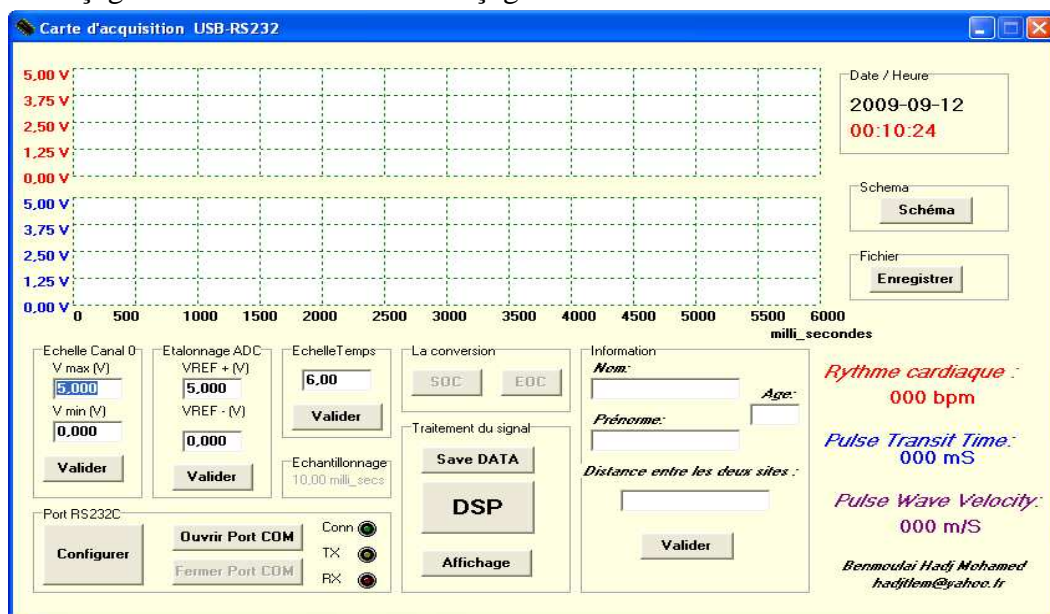 Carte d'acquisition USB-RS232
5,00 V
3,75 V
2,50 V
1,25 V
0,00 V
5,00 V
3,75 V
2,50 V
1,25 V
0,00 V
0 500 1000 1500 2000 2500 3000 3500 4000 4500 5000 5500 6000
milli_secondes
Date / Heure
2009-09-12
00:10:24
Schema
Schéma
Fichier
Enregistrer
Echelle Canal 0
V max (V)
5,000
V min (V)
0,000
Valider
Etalonnage ADC
VREF + (V)
5,000
VREF - (V)
0,000
Valider
EchelleTemps
6,00
Valider
Echantillonnage
10,00 milli_secs
La conversion
SOC EOC
Traitement du signal
Save DATA
DSP
Affichage
Information
Nom:
Age:
Prénorme:
Distance entre les deux sites :
Valider
Port RS232C
Configurer
Ouvrir Port COM
Fermer Port COM
Conn
TX
RX
Rythme cardiaque :
000 bpm
Pulse Transit Time:
000 mS
Pulse Wave Velocity:
000 m/S
Benmoulai Hadj Mohamed
hadjtlem@yahoo.fr